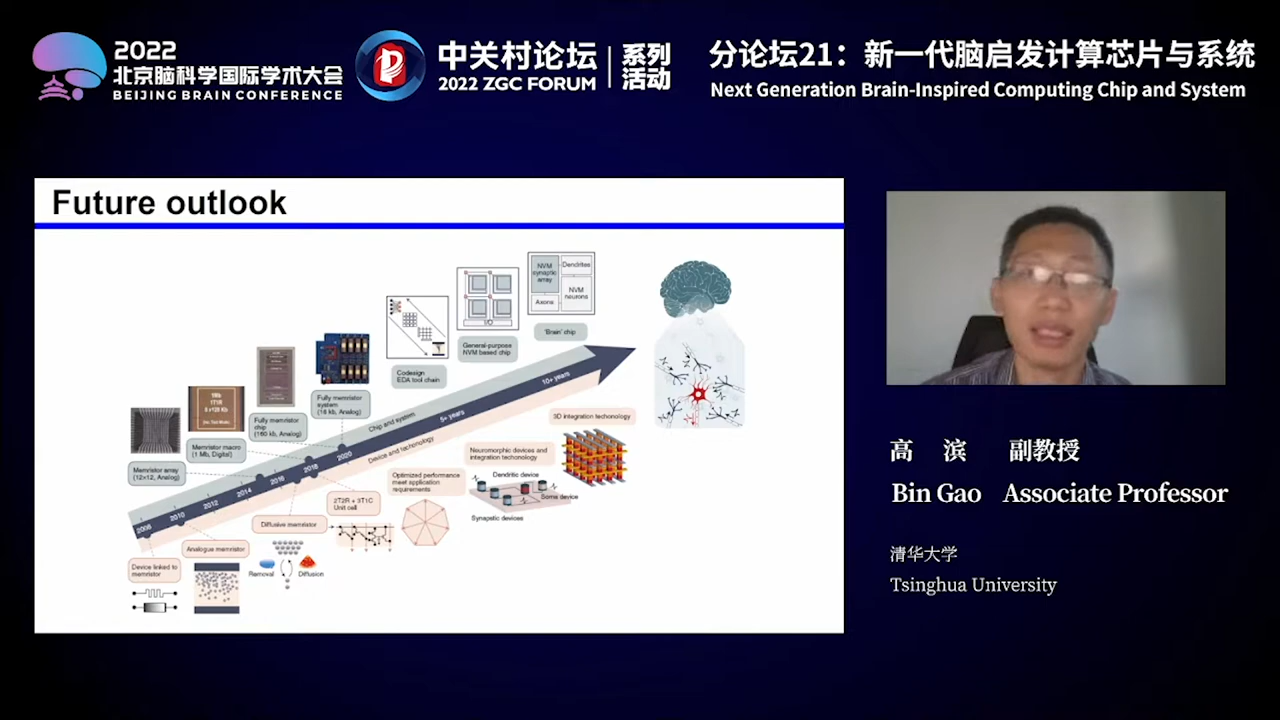 2022
北京脑科学国际学术大会
BEIJING BRAIN CONFERENCE
中关村论坛
2022 ZGC FORUM
系列
活动
分论坛21：新一代脑启发计算芯片与系统
Next Generation Brain-Inspired Computing Chip and System
Future outlook
NVM
synaptic
array
Dendrites
Axons
NVM
neurons
I/O
'Brain' chip
General-purpose
NVM based chip
Codesign
EDA tool chain
Fully memristor
system
(16 kb, Analog)
Fully memristor
chip
(160 kb, Analog)
1Mb
1T1R
Memristor macro
(1 Mb, Digital)
Memristor array
(12×12, Analog)
Chip and system
Device and techonology
2008
2010
2012
2014
2016
2018
2020
5+ years
10+ years
3D integration techonology
Neuromorphic devices and
integration techonology
Dendritic device
Soma device
Synapstic devices
Optimized performance
meet application
requirements
2T2R + 3T1C
Unit cell
Diffusive memristor
Removal
Diffusion
Analogue memristor
Device linked to
memristor
高 滨 副教授
Bin Gao Associate Professor
清华大学
Tsinghua University